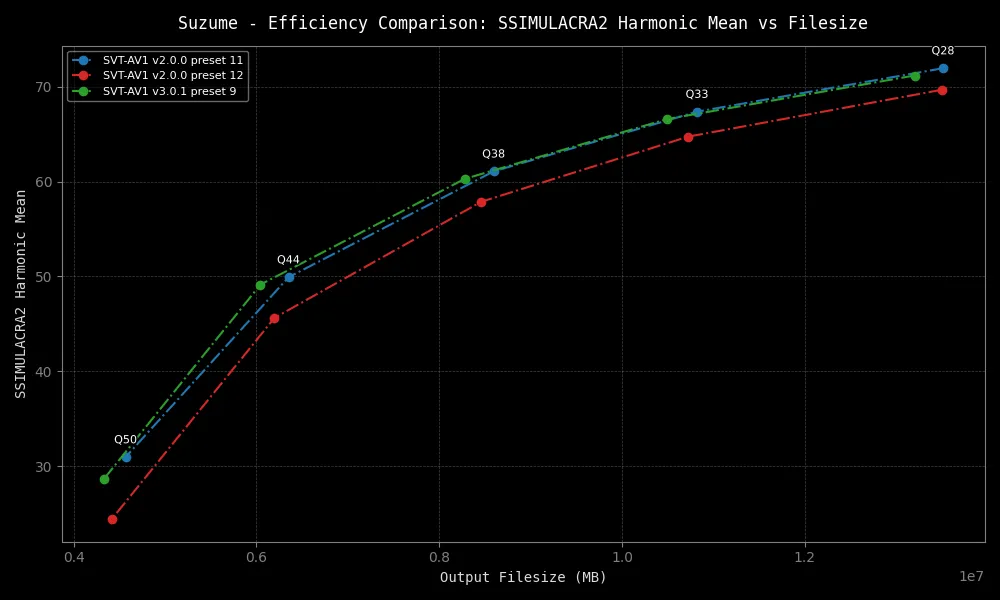 Suzume - Efficiency Comparison: SSIMULACRA2 Harmonic Mean vs Filesize
SVT-AV1 v2.0.0 preset 11
SVT-AV1 v2.0.0 preset 12
SVT-AV1 v3.0.1 preset 9
Q28
Q33
Q38
Q44
Q50
SSIMULACRA2 Harmonic Mean
70
60
50
40
30
0.4
0.6
0.8
1.0
1.2
1e7
Output Filesize (MB)